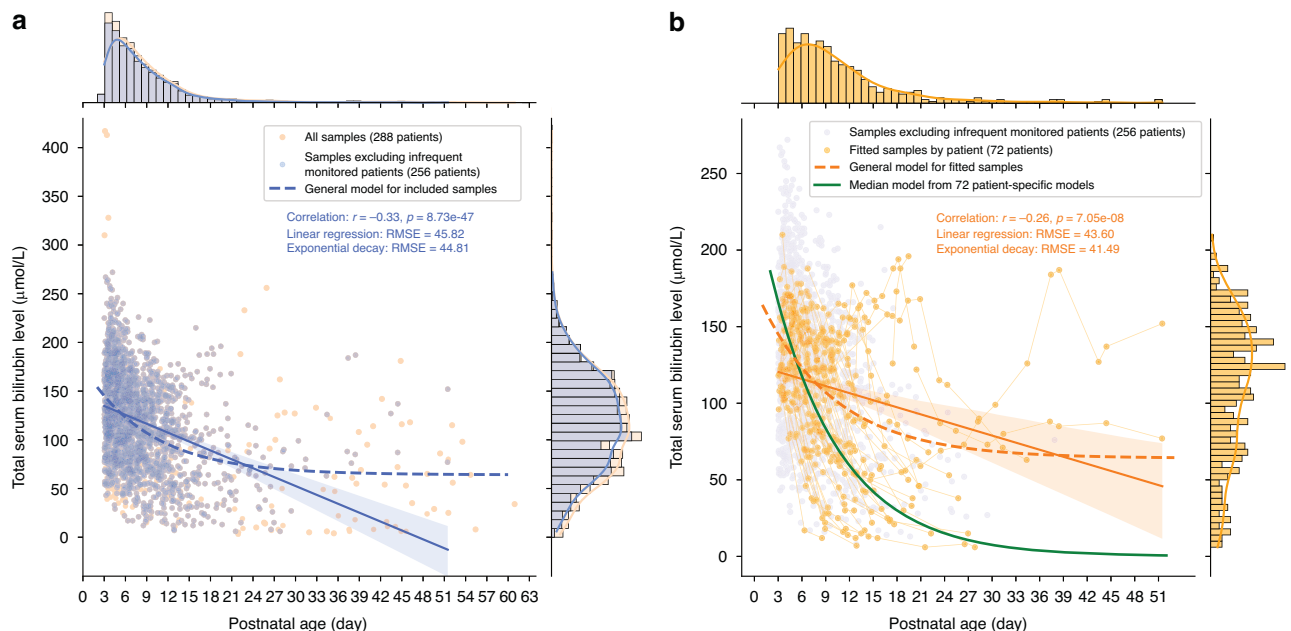 a
All samples (288 patients)
Samples excluding infrequent
monitored patients (256 patients)
General model for included samples
Correlation: r = –0.33, p = 8.73e-47
Linear regression: RMSE = 45.82
Exponential decay: RMSE = 44.81
Total serum bilirubin level (μmol/L)
400
350
300
250
200
150
100
50
0
0 3 6 9 12 15 18 21 24 27 30 33 36 39 42 45 48 51 54 57 60 63
Postnatal age (day)
b
Samples excluding infrequent monitored patients (256 patients)
Fitted samples by patient (72 patients)
General model for fitted samples
Median model from 72 patient-specific models
Correlation: r = –0.26, p = 7.05e-08
Linear regression: RMSE = 43.60
Exponential decay: RMSE = 41.49
Total serum bilirubin level (μmol/L)
250
200
150
100
50
0
0 3 6 9 12 15 18 21 24 27 30 33 36 39 42 45 48 51
Postnatal age (day)